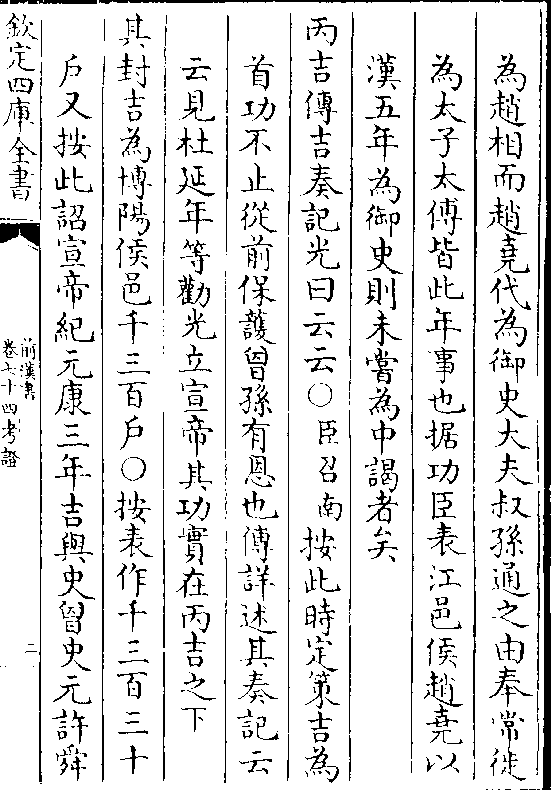 為趙相而趙堯代為御史大夫叔孫通之由奉常徙
為太子太傅皆此年事也据功臣表江邑侯趙堯以
漢五年為御史則未嘗為中謁者矣
丙吉傳吉奏記光曰云云○臣召南按此時定策吉為
首功不止從前保護曾孫有恩也傳詳述其奏記云
云見杜延年等勸光立宣帝其功實在丙吉之下
其封吉為博陽侯邑千三百戶○按表作千三百三十
戶又按此詔宣帝紀元康三年吉與史曾史元許舜
欽定四庫全書
前漢書
卷七十四考證
二